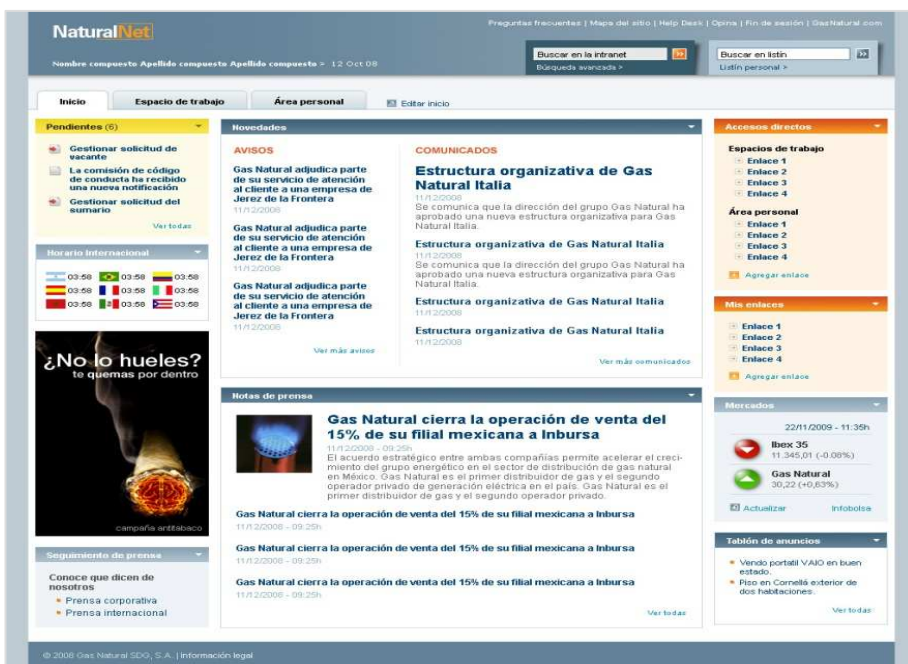 NaturalNet
Preguntas frecuentes | Mapa del sitio | Help Desk | Opina | Fin de sesión | GasNatural.com
Nombre compuesto Apellido compuesto Apellido compuesto > 12 Oct 08
Buscar en la intranet
Búsqueda avanzada >
Buscar en listín
Listín personal >
Inicio
Espacio de trabajo
Área personal
Editar inicio
Pendientes (6)
Gestionar solicitud de
vacante
La comisión de código
de conducta ha recibido
una nueva notificación
Gestionar solicitud del
sumario
Ver todas
Horario Internacional
03:58 03:58 03:58
03:58 03:58 03:58
03:58 03:58 03:58
¿No lo hueles?
te quemas por dentro
campaña antitabaco
Seguimiento de prensa
Conoce que dicen de
nosotros
Prensa corporativa
Prensa internacional
Novedades
AVISOS
Gas Natural adjudica parte
de su servicio de atención
al cliente a una empresa de
Jerez de la Frontera
11/12/2008
Gas Natural adjudica parte
de su servicio de atención
al cliente a una empresa de
Jerez de la Frontera
11/12/2008
Gas Natural adjudica parte
de su servicio de atención
al cliente a una empresa de
Jerez de la Frontera
11/12/2008
Ver más avisos
COMUNICADOS
Estructura organizativa de Gas
Natural Italia
11/12/2008
Se comunica que la dirección del grupo Gas Natural ha
aprobado una nueva estructura organizativa para Gas
Natural Italia.
Estructura organizativa de Gas Natural Italia
11/12/2008
Se comunica que la dirección del grupo Gas Natural ha
aprobado una nueva estructura organizativa para Gas
Natural Italia.
Estructura organizativa de Gas Natural Italia
11/12/2008
Estructura organizativa de Gas Natural Italia
11/12/2008
Ver más comunicados
Notas de prensa
Gas Natural cierra la operación de venta del
15% de su filial mexicana a Inbursa
11/12/2008 - 09:25h
El acuerdo estratégico entre ambas compañías permite acelerar el creci-
miento del grupo energético en el sector de distribución de gas natural
en México. Gas Natural es el primer distribuidor de gas y el segundo
operador privado de generación eléctrica en el país. Gas Natural es el
primer distribuidor de gas y el segundo operador privado.
Gas Natural cierra la operación de venta del 15% de su filial mexicana a Inbursa
11/12/2008 - 09:25h
Gas Natural cierra la operación de venta del 15% de su filial mexicana a Inbursa
11/12/2008 - 09:25h
Gas Natural cierra la operación de venta del 15% de su filial mexicana a Inbursa
11/12/2008 - 09:25h
Ver todas
Accesos directos
Espacios de trabajo
Enlace 1
Enlace 2
Enlace 3
Enlace 4
Área personal
Enlace 1
Enlace 2
Enlace 3
Enlace 4
Agregar enlace
Mis enlaces
Enlace 1
Enlace 2
Enlace 3
Enlace 4
Agregar enlace
Mercados
22/11/2009 - 11:35h
Ibex 35
11.345,01 (-0.08%)
Gas Natural
30,22 (+0,63%)
Actualizar
Infobolsa
Tablón de anuncios
Vendo portatil VAIO en buen
estado.
Piso en Cornellá exterior de
dos habitaciones.
Ver todas
© 2008 Gas Natural SDG, S.A. | Información legal